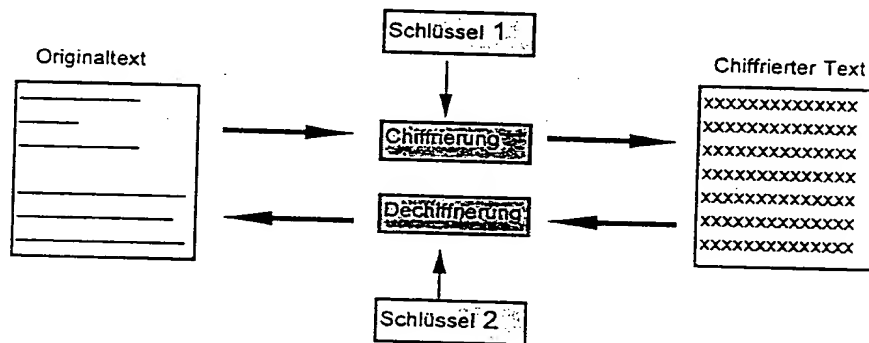 Schlüssel 1
Originaltext
Chiffrierter Text
xxxxxxxxxxxxxx
xxxxxxxxxxxxxx
xxxxxxxxxxxxxx
xxxxxxxxxxxxxx
xxxxxxxxxxxxxx
xxxxxxxxxxxxxx
xxxxxxxxxxxxxx
Chiffrierung
Dechiffrierung
Schlüssel 2